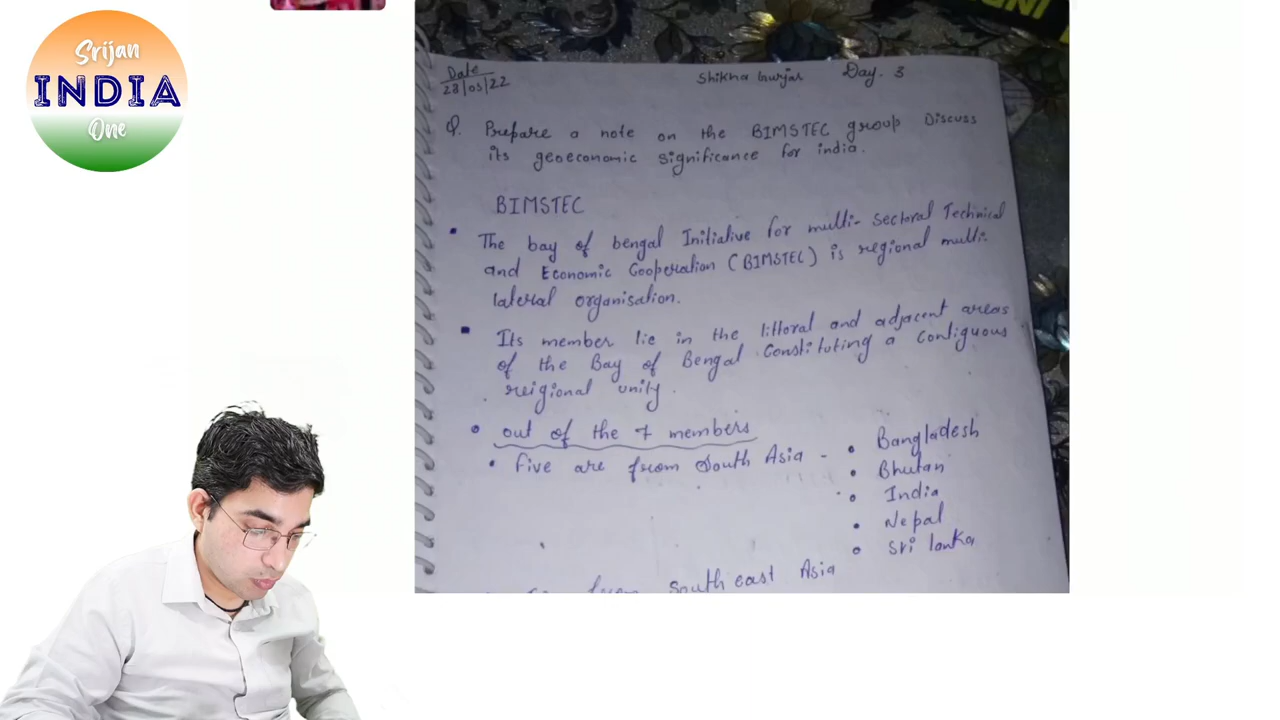 Srijan
INDIA
One
Date
28/03/22
Shikha Gurjar Day. 3
Q. Prepare a note on the BIMSTEC group Discuss
its geoeconomic significance for india.
BIMSTEC
The bay of bengal Initiative for multi- Sectoral Technical
and Economic Cooperation (BIMSTEC) is regional multi-
lateral organisation.
Its member lie in the littoral and adjacent areas
of the Bay of Bengal Constituting a contiguous
reigional unity.
out of the 7 members
Five are from South Asia -
Bangladesh
Bhutan
India
Nepal
Sri lanka
from South east Asia